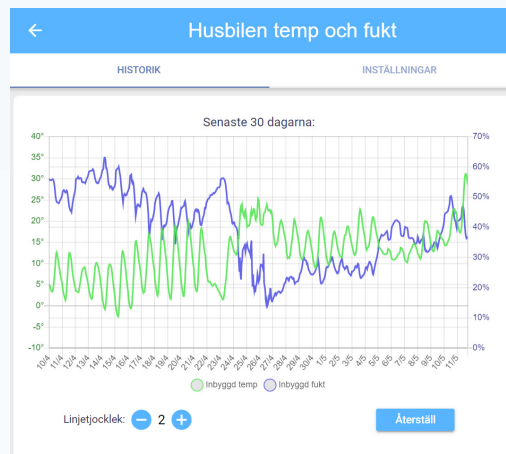 Husbilen temp och fukt
HISTORIK INSTÄLLNINGAR
Senaste 30 dagarna:
40° 70%
35°
30° 60%
25° 50%
20° 40%
15°
10° 30%
5° 20%
0°
-5° 10%
-10° 0%
10/4 11/4 12/4 13/4 14/4 15/4 16/4 17/4 18/4 19/4 20/4 21/4 22/4 23/4 24/4 25/4 26/4 27/4 28/4 29/4 30/4 1/5 2/5 3/5 4/5 5/5 6/5 7/5 8/5 9/5 10/5 11/5
Inbyggd temp Inbyggd fukt
Linjetjocklek: 2 Återställ